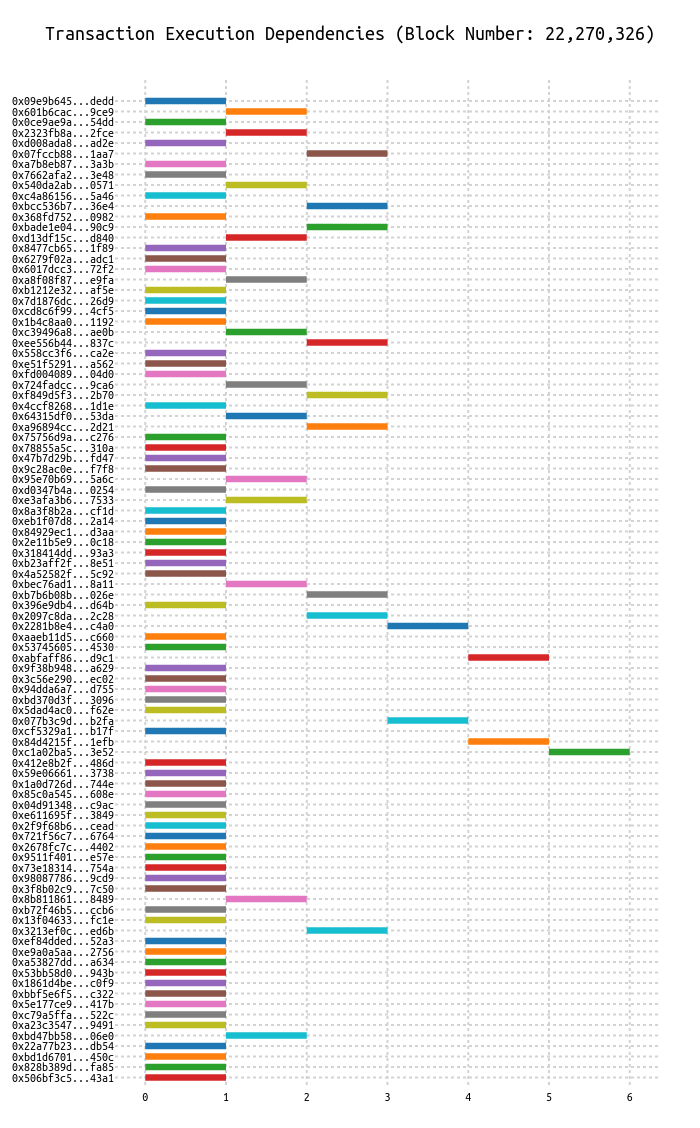 Transaction Execution Dependencies (Block Number: 22,270,326)
0x09e9b645...dedd
0x601b6cac...9ce9
0x0ce9ae9a...54dd
0x2323fb8a...2fce
0xd008ada8...ad2e
0x07fccb88...1aa7
0xa7b8eb87...3a3b
0x7662afa2...3e48
0x540da2ab...0571
0xc4a86156...5a46
0xbcc536b7...36e4
0x368fd752...0982
0xbade1e04...90c9
0xd13df15c...d840
0x8477cb65...1f89
0x6279f02a...adc1
0x6017dcc3...72f2
0xa8f08f87...e9fa
0xb1212e32...af5e
0x7d1876dc...26d9
0xcd8c6f99...4cf5
0x1b4c8aa0...1192
0xc39496a8...ae0b
0xee556b44...837c
0x558cc3f6...ca2e
0xe51f5291...a562
0xfd004089...04d0
0x724fadcc...9ca6
0xf849d5f3...2b70
0x4ccf8268...1d1e
0x64315df0...53da
0xa96894cc...2d21
0x75756d9a...c276
0x78855a5c...310a
0x47b7d29b...fd47
0x9c28ac0e...f7f8
0x95e70b69...5a6c
0xd0347b4a...0254
0xe3afa3b6...7533
0x8a3f8b2a...cf1d
0xeb1f07d8...2a14
0x84929ec1...d3aa
0x2e11b5e9...0c18
0x318414dd...93a3
0xb23aff2f...8e51
0x4a52582f...5c92
0xbec76ad1...8a11
0xb7b6b08b...026e
0x396e9db4...d64b
0x2097c8da...2c28
0x2281b8e4...c4a0
0xaaeb11d5...c660
0x53745605...4530
0xabfaff86...d9c1
0x9f38b948...a629
0x3c56e290...ec02
0x94dda6a7...d755
0xbd370d3f...3096
0x5dad4ac0...f62e
0x077b3c9d...b2fa
0xcf5329a1...b17f
0x84d4215f...1efb
0xc1a02ba5...3e52
0x412e8b2f...486d
0x59e06661...3738
0x1a0d726d...744e
0x85c0a545...608e
0x04d91348...c9ac
0xe611695f...3849
0x2f9f68b6...cead
0x721f56c7...6764
0x2678fc7c...4402
0x9511f401...e57e
0x73e18314...754a
0x98087786...9cd9
0x3f8b02c9...7c50
0x8b811861...8489
0xb72f46b5...ccb6
0x13f04633...fc1e
0x3213ef0c...ed6b
0xef84dded...52a3
0xe9a0a5aa...2756
0xa53827dd...a634
0x53bb58d0...943b
0x1861d4be...c0f9
0xbbf5e6f5...c322
0x5e177ce9...417b
0xc79a5ffa...522c
0xa23c3547...9491
0xbd47bb58...06e0
0x22a77b23...db54
0xbd1d6701...450c
0x828b389d...fa85
0x506bf3c5...43a1
0 1 2 3 4 5 6